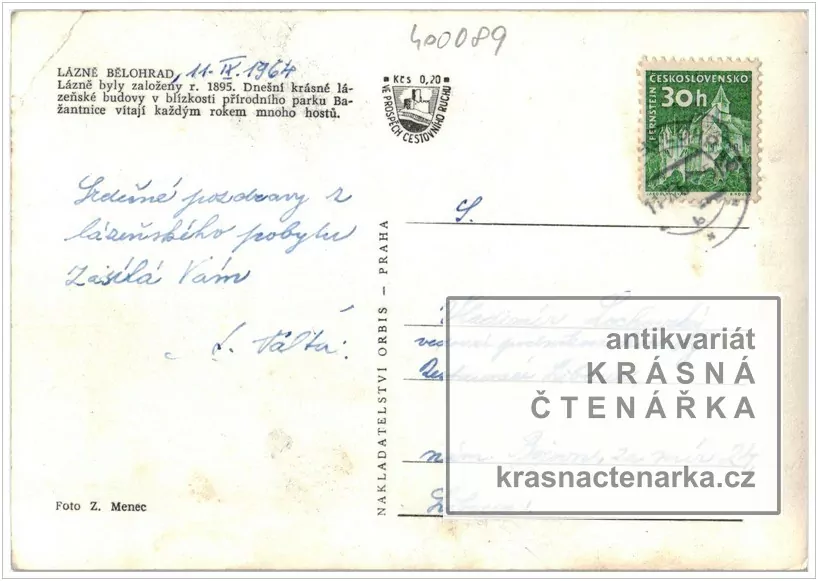 400089
LÁZNĚ BĚLOHRAD, 11. IX. 1964
Lázně byly založeny r. 1895. Dnešní krásné lá-
zeňské budovy v blízkosti přírodního parku Ba-
žantnice vítají každým rokem mnoho hostů.
Kčs 0,20
VE PROSPĚCH CESTOVNÍHO RUCHU
ČESKOSLOVENSKO
PERNŠTEJN
30h
Srdečné pozdravy z
lázeňského pobytu
Zasílá Vám
S.
NAKLADATELSTVÍ ORBIS — PRAHA
Vladimír
antikvariát
KRÁSNÁ
ČTENÁŘKA
krasnactenarka.cz
nám.
Foto Z. Menec